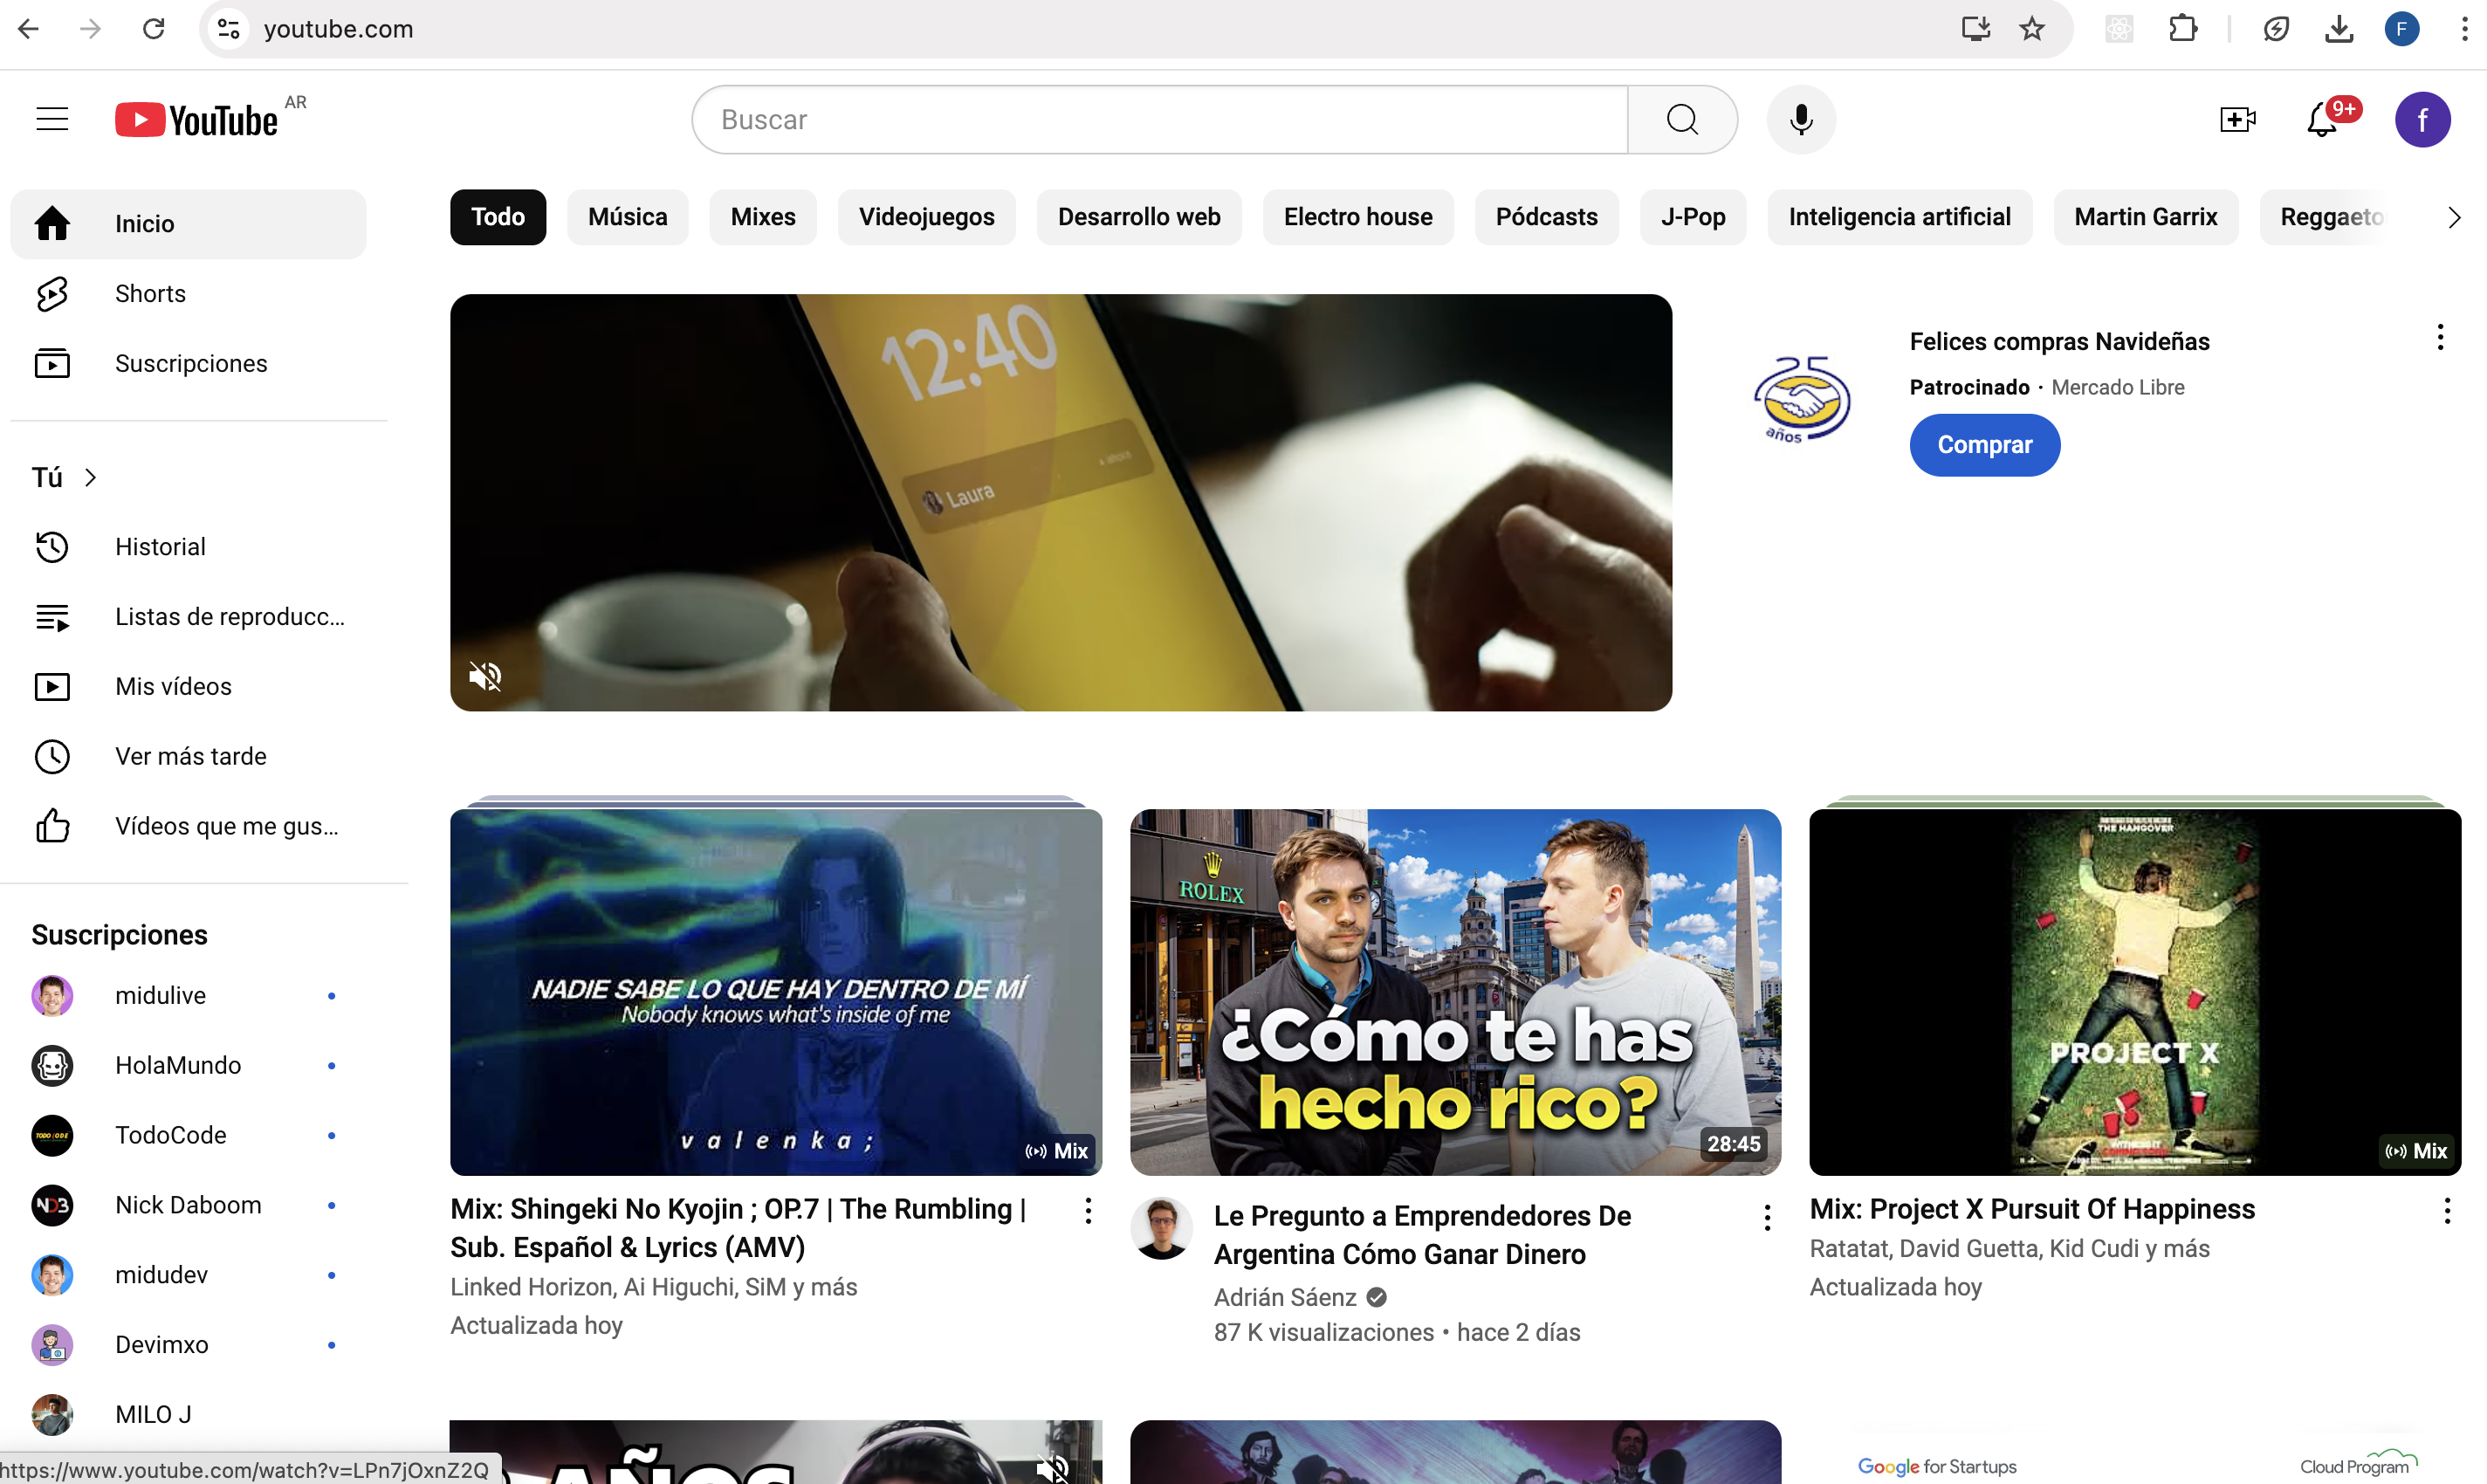 youtube.com
F
YouTube AR
Buscar
9+
f
Inicio
Shorts
Suscripciones
Tú
Historial
Listas de reproducc...
Mis vídeos
Ver más tarde
Vídeos que me gus...
Suscripciones
midulive
HolaMundo
TodoCode
Nick Daboom
midudev
Devimxo
MILO J
Todo
Música
Mixes
Videojuegos
Desarrollo web
Electro house
Pódcasts
J-Pop
Inteligencia artificial
Martin Garrix
Reggaeto
12:40
Laura
ahora
25
años
Felices compras Navideñas
Patrocinado · Mercado Libre
Comprar
NADIE SABE LO QUE HAY DENTRO DE MÍ
Nobody knows what's inside of me
valenka;
Mix
Mix: Shingeki No Kyojin ; OP.7 | The Rumbling |
Sub. Español & Lyrics (AMV)
Linked Horizon, Ai Higuchi, SiM y más
Actualizada hoy
ROLEX
¿Cómo te has
hecho rico?
28:45
Le Pregunto a Emprendedores De
Argentina Cómo Ganar Dinero
Adrián Sáenz
87 K visualizaciones • hace 2 días
THE HANGOVER
PROJECT X
Mix
Mix: Project X Pursuit Of Happiness
Ratatat, David Guetta, Kid Cudi y más
Actualizada hoy
AÑOS
Google for Startups
Cloud Program
https://www.youtube.com/watch?v=LPn7jOxnZ2Q